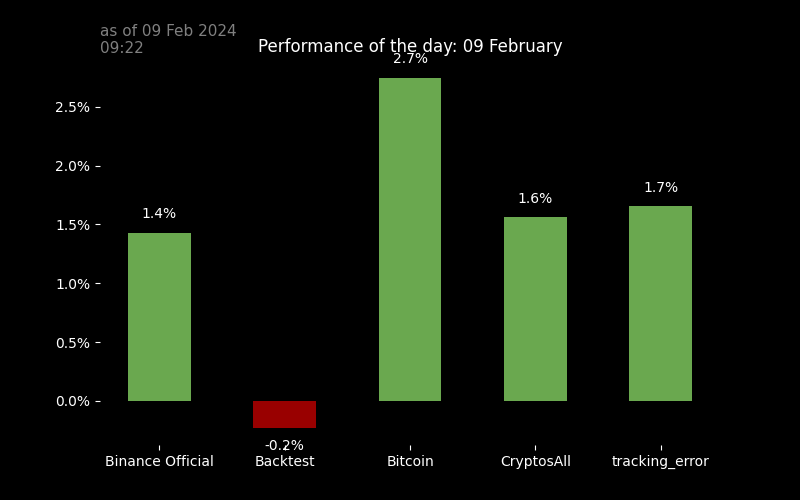 as of 09 Feb 2024
09:22
Performance of the day: 09 February
2.7%
2.5%
2.0%
1.7%
1.6%
1.4%
1.5%
1.0%
0.5%
0.0%
-0.2%
Binance Official
Backtest
Bitcoin
CryptosAll
tracking_error